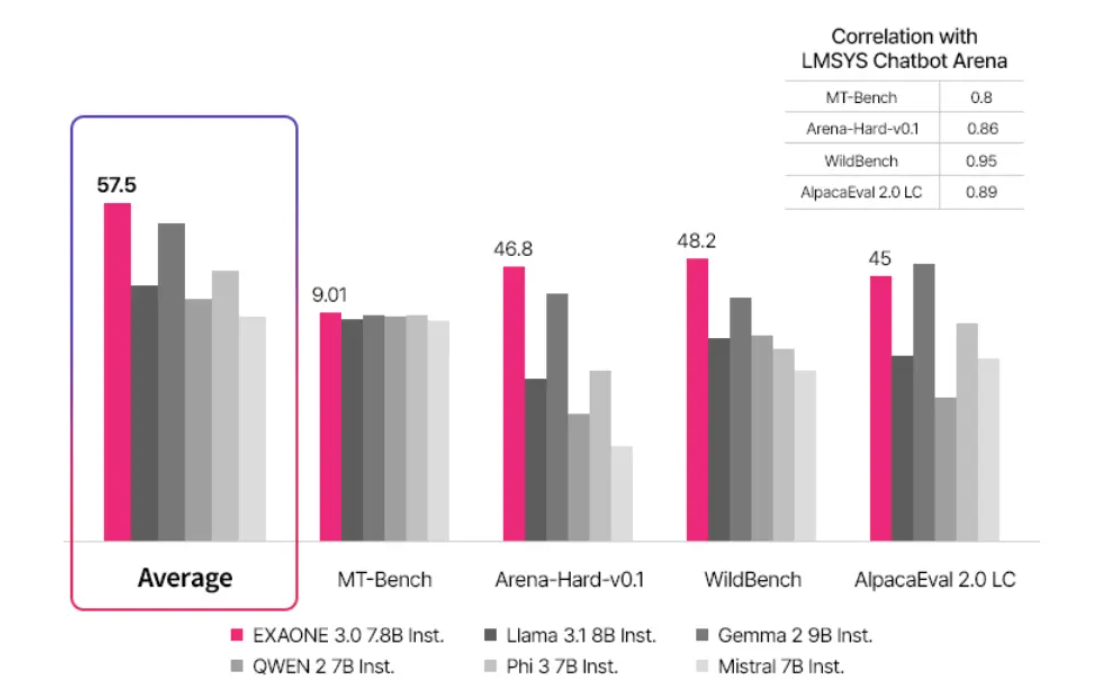 Correlation with
LMSYS Chatbot Arena
MT-Bench 0.8
Arena-Hard-v0.1 0.86
WildBench 0.95
AlpacaEval 2.0 LC 0.89
57.5
9.01
46.8
48.2
45
Average
MT-Bench
Arena-Hard-v0.1
WildBench
AlpacaEval 2.0 LC
EXAONE 3.0 7.8B Inst.
Llama 3.1 8B Inst.
Gemma 2 9B Inst.
QWEN 2 7B Inst.
Phi 3 7B Inst.
Mistral 7B Inst.